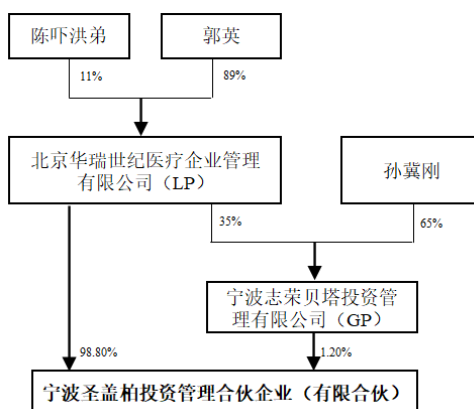 陈吓洪弟
郭英
11%
89%
北京华瑞世纪医疗企业管理
有限公司（LP）
孙冀刚
35%
65%
宁波志荣贝塔投资管
理有限公司（GP）
98.80%
1.20%
宁波圣盖柏投资管理合伙企业（有限合伙）